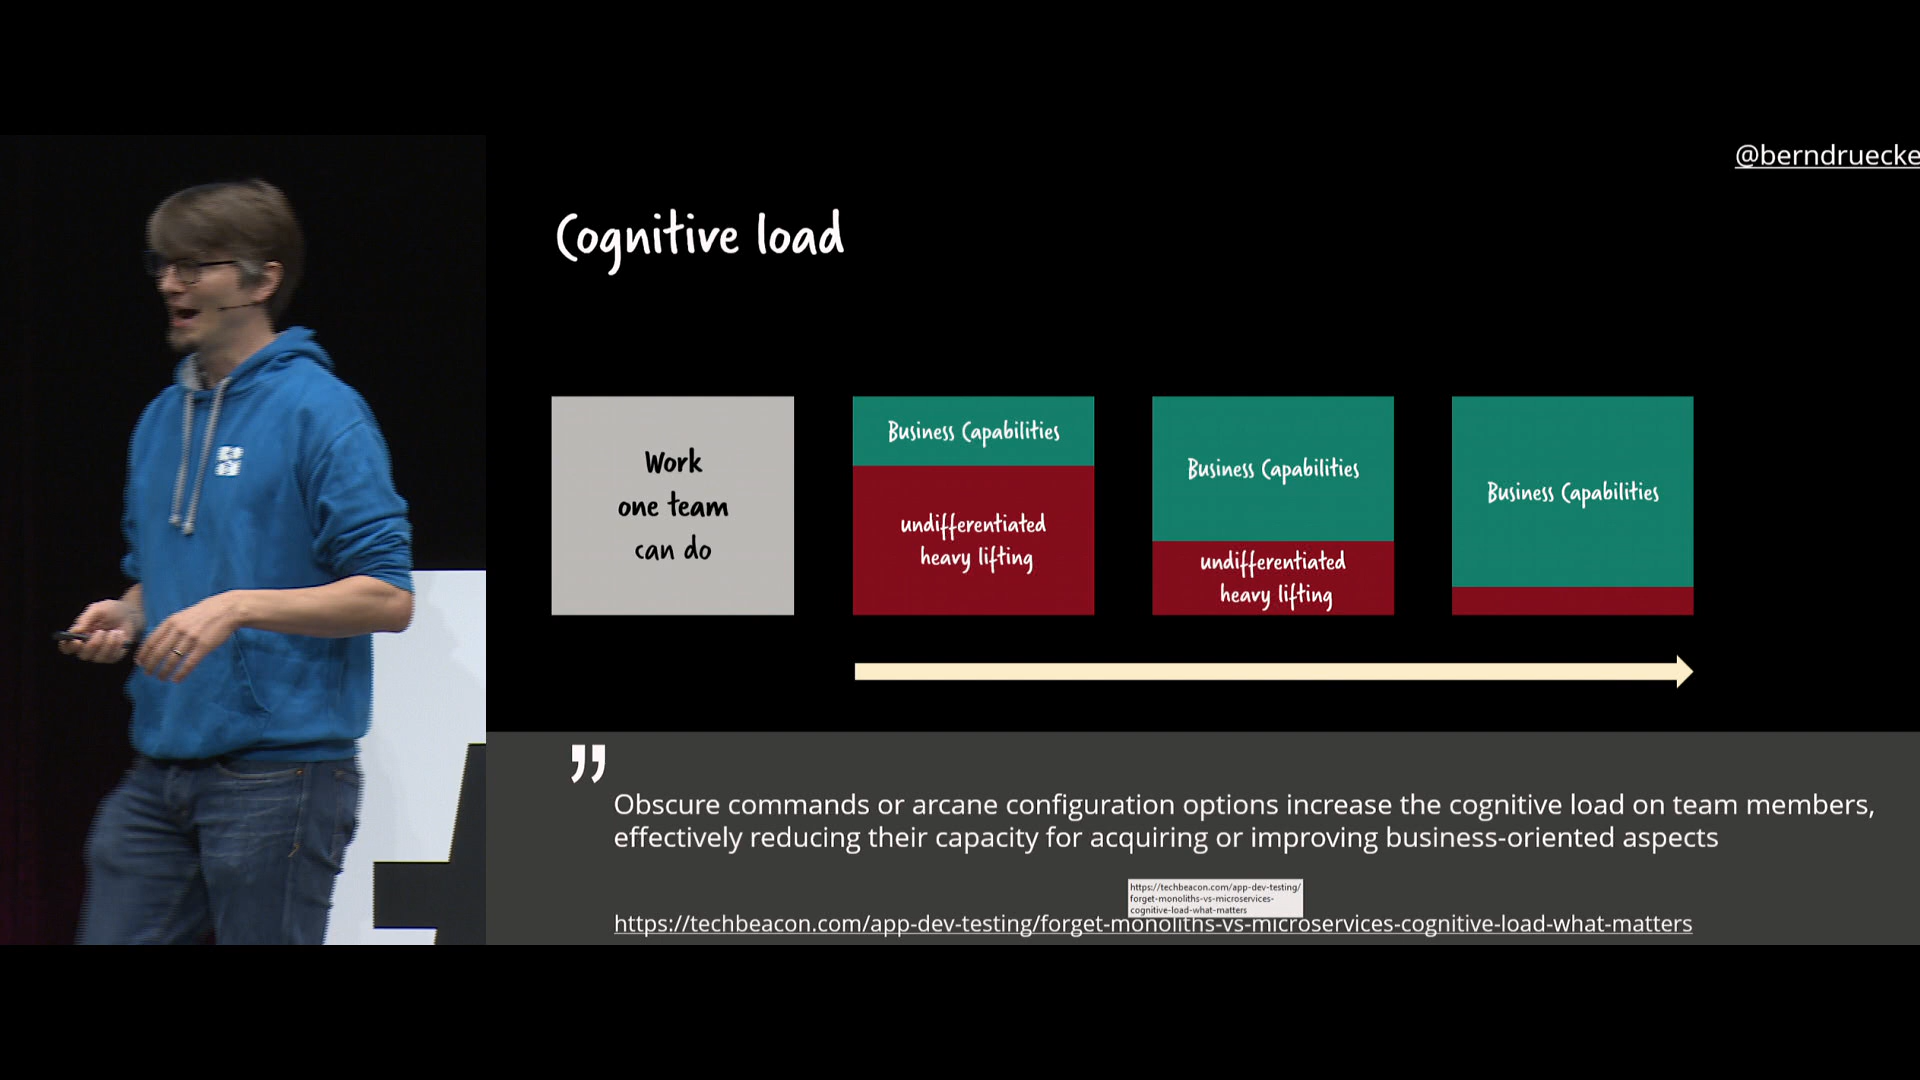 @berndruecke
Cognitive load
Work
one team
can do
Business Capabilities
undifferentiated
heavy lifting
Business Capabilities
undifferentiated
heavy lifting
Business Capabilities
”
Obscure commands or arcane configuration options increase the cognitive load on team members,
effectively reducing their capacity for acquiring or improving business-oriented aspects
https://techbeacon.com/app-dev-testing/
forget-monoliths-vs-microservices-
cognitive-load-what-matters
https://techbeacon.com/app-dev-testing/forget-monoliths-vs-microservices-cognitive-load-what-matters